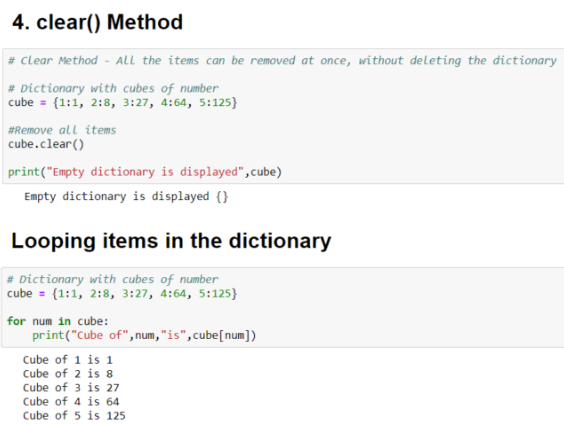 4. clear() Method
# Clear Method - All the items can be removed at once, without deleting the dictionary
# Dictionary with cubes of number
cube = {1:1, 2:8, 3:27, 4:64, 5:125}
#Remove all items
cube.clear()
print("Empty dictionary is displayed",cube)
Empty dictionary is displayed {}
Looping items in the dictionary
# Dictionary with cubes of number
cube = {1:1, 2:8, 3:27, 4:64, 5:125}
for num in cube:
    print("Cube of",num,"is",cube[num])
Cube of 1 is 1
Cube of 2 is 8
Cube of 3 is 27
Cube of 4 is 64
Cube of 5 is 125